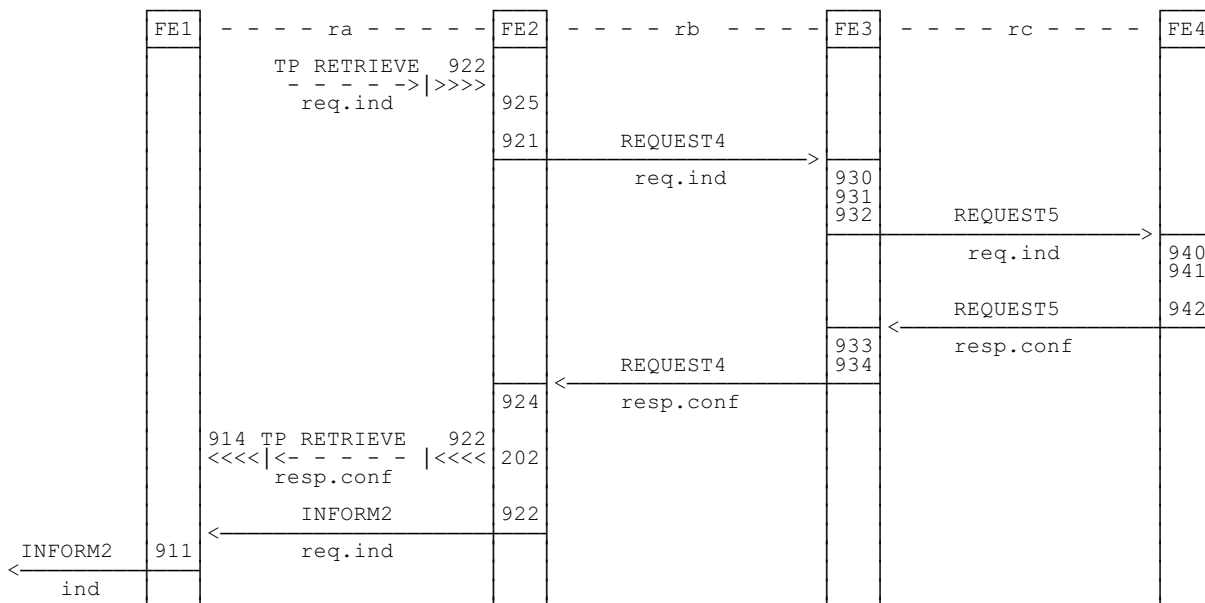 FE1 - - - - ra - - - - - FE2 - - - - rb - - - - FE3 - - - - rc - - - - FE4
TP RETRIEVE 922
- - - - ->|>>>>
req.ind 925
921 REQUEST4
req.ind 930
931
932 REQUEST5
req.ind 940
941
REQUEST5 942
933 resp.conf
REQUEST4 934
924 resp.conf
914 TP RETRIEVE 922
<<<<|<- - - - - |<<<< 202
resp.conf
INFORM2 922
INFORM2 911 req.ind
ind